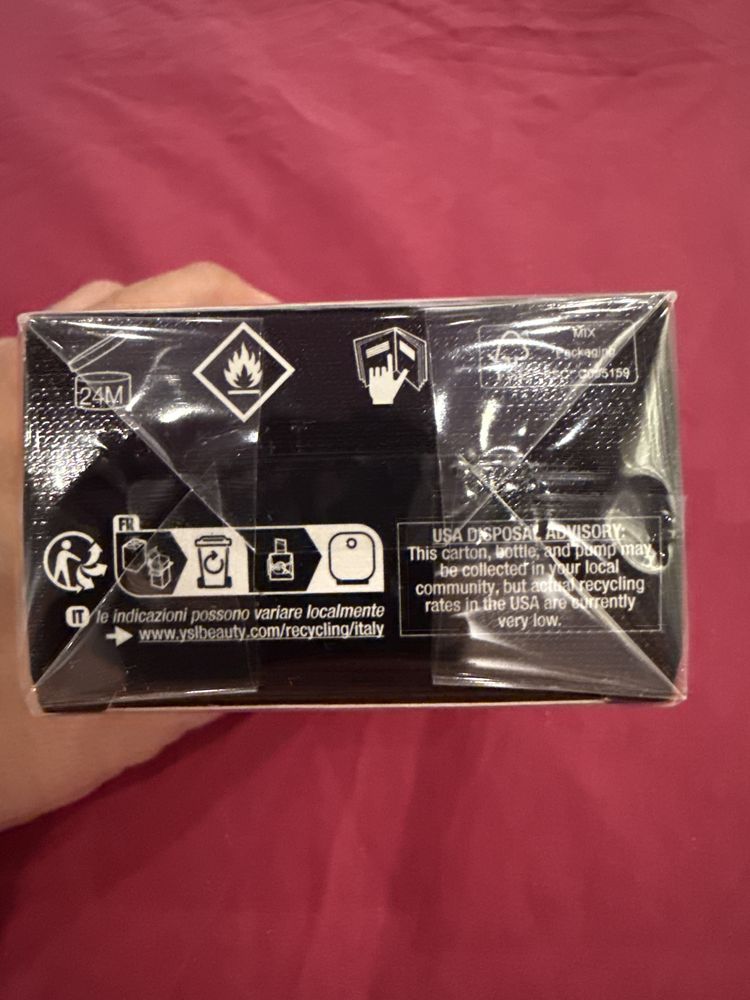 24M
MIX
Packaging
FR
USA DISPOSAL ADVISORY:
This carton, bottle, and pump may
be collected in your local
community, but actual recycling
rates in the USA are currently
very low.
IT le indicazioni possono variare localmente
www.yslbeauty.com/recycling/italy